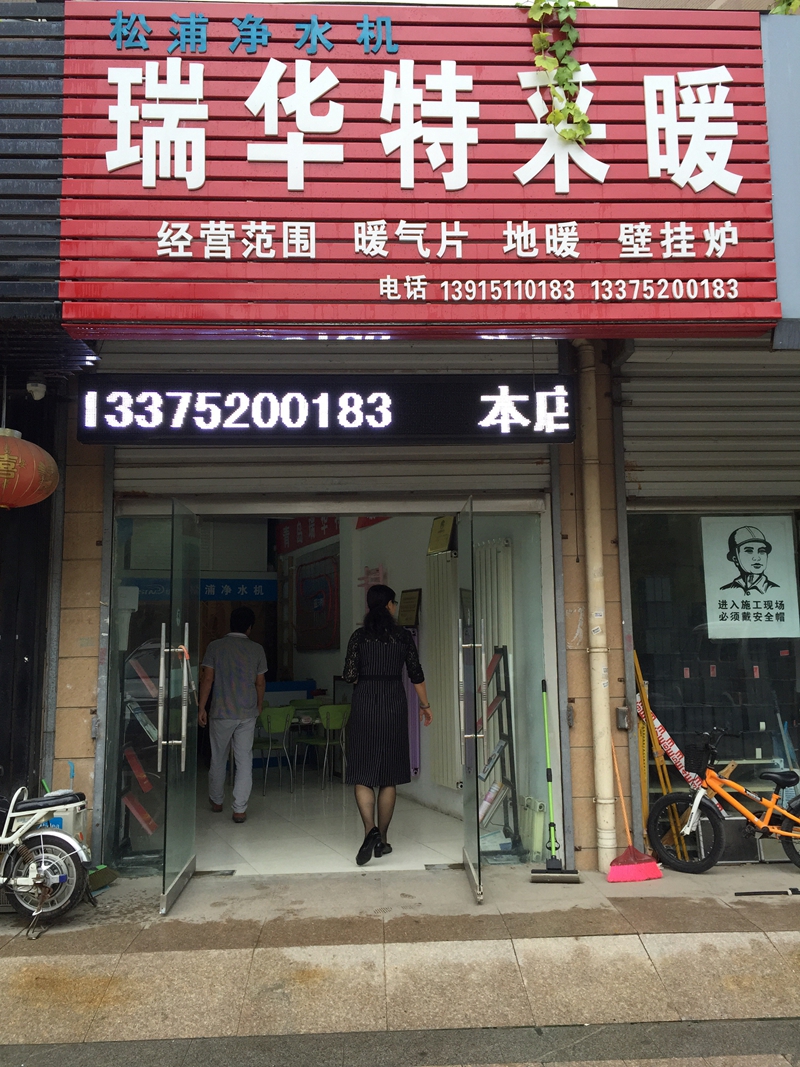 松浦净水机
瑞华特采暖
经营范围 暖气片 地暖 壁挂炉
电话 13915110183 13375200183
13375200183 本店
囍
浦净水机
进入施工现场
必须戴安全帽